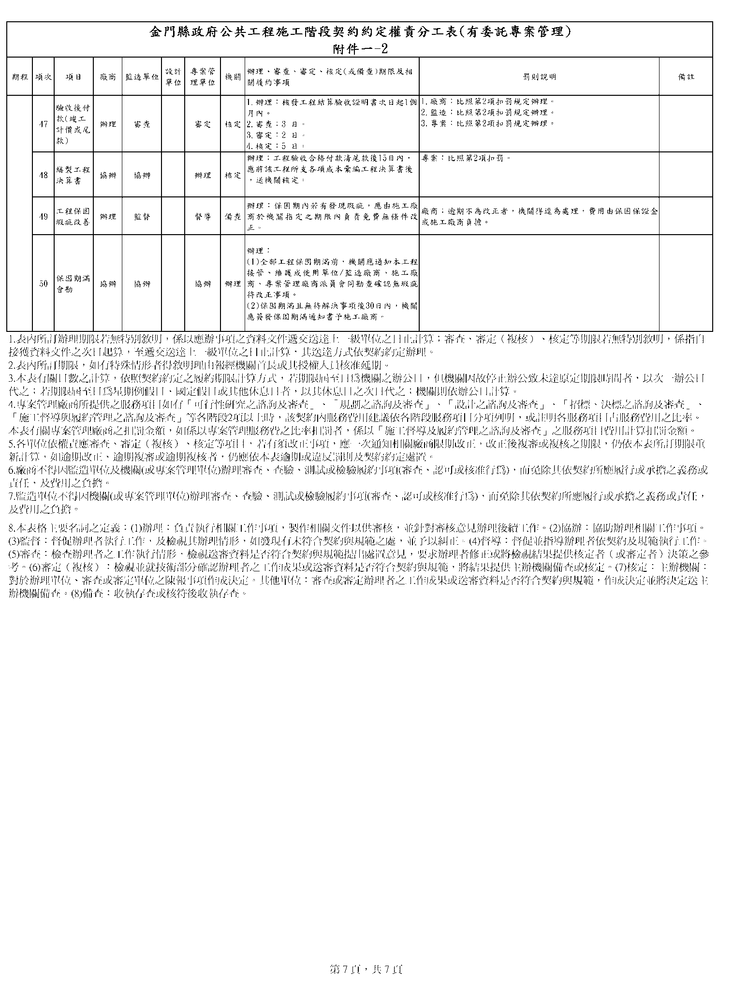 金門縣政府公共工程施工階段契約約定權責分工表(有委託專案管理)
附件一-2
期程 項次 項目 廠商 監造單位 設計單位 專案管理單位 機關 辦理、審查、審定、核定(或備查)期限及相關履約事項 罰則說明 備註
47 驗收後付款(竣工計價或尾款) 辦理 審查 審定 核定
1.辦理：核發工程結算驗收證明書次日起1個
月內。
2.審查：3 日。
3.審定：2 日。
4.核定：5 日。
1.廠商：比照第2項扣罰規定辦理。
2.監造：比照第2項扣罰規定辦理。
3.專案：比照第2項扣罰規定辦理。
48 繕製工程決算書 協辦 協辦 辦理 核定
辦理：工程驗收合格付款清尾款後15日內，
應將該工程所支各項成本彙編工程決算書後
，送機關核定。
專案：比照第2項扣罰。
49 工程保固瑕疵改善 辦理 監督 督導 備查
辦理：保固期內若有發現瑕疵，應由施工廠
商於機關指定之期限內負責免費無條件改
正。
廠商：逾期不為改正者，機關得逕為處理，費用由保固保證金
或施工廠商負擔。
50 保固期滿會勘 協辦 協辦 協辦 辦理
辦理：
(1)全部工程保固期滿前，機關應通知本工程
接管、維護或使用單位/監造廠商、施工廠
商、專案管理廠商派員會同勘查確認無瑕疵
待改正事項。
(2)保固期滿且無待解決事項後30日內，機關
應簽發保固期滿通知書予施工廠商。
1.表內所訂辦理期限若無特別敘明，係以應辦事項之資料文件遞交送達上一級單位之日止計算；審查、審定（複核）、核定等期限若無特別敘明，係指自
接獲資料文件之次日起算，至遞交送達上一級單位之日止計算，其送達方式依契約約定辦理。
2.表內所訂期限，如有特殊情形者得敘明理由報經機關首長或其授權人員核准延期。
3.本表有關日數之計算，依照契約約定之履約期限計算方式，若期限屆至日為機關之辦公日，但機關因故停止辦公致未達原定期限時間者，以次一辦公日
代之；若期限屆至日為星期例假日、國定假日或其他休息日者，以其休息日之次日代之；機關則依辦公日計算。
4.專案管理廠商所提供之服務項目如有「可行性研究之諮詢及審查」、「規劃之諮詢及審查」、「設計之諮詢及審查」、「招標、決標之諮詢及審查」、
「施工督導與履約管理之諮詢及審查」等各階段2項以上時，該契約內服務費用建議依各階段服務項目分項列明，或註明各服務項目占服務費用之比率。
本表有關專案管理廠商之扣罰金額，如係以專案管理服務費之比率扣罰者，係以「施工督導及履約管理之諮詢及審查」之服務項目費用計算扣罰金額。
5.各單位依權責應審查、審定（複核）、核定等項目，若有須改正事項，應一次通知相關廠商限期改正，改正後複審或複核之期限，仍依本表所訂期限重
新計算，如逾期改正、逾期複審或逾期複核者，仍應依本表逾期或違反罰則及契約約定處置。
6.廠商不得因監造單位及機關(或專案管理單位)辦理審查、查驗、測試或檢驗履約事項(審查、認可或核准行為)，而免除其依契約所應履行或承擔之義務或
責任，及費用之負擔。
7.監造單位不得因機關(或專案管理單位)辦理審查、查驗、測試或檢驗履約事項(審查、認可或核准行為)，而免除其依契約所應履行或承擔之義務或責任，
及費用之負擔。
8.本表格主要名詞之定義：(1)辦理：負責執行相關工作事項，製作相關文件以供審核，並針對審核意見辦理後續工作。(2)協辦：協助辦理相關工作事項。
(3)監督：督促辦理者執行工作，及檢視其辦理情形，如發現有未符合契約與規範之處，並予以糾正。(4)督導：督促並指導辦理者依契約及規範執行工作。
(5)審查：檢查辦理者之工作執行情形，檢視送審資料是否符合契約與規範提出處置意見，要求辦理者修正或將檢視結果提供核定者（或審定者）決策之參
考。(6)審定（複核）：檢視並就技術部分確認辦理者之工作成果或送審資料是否符合契約與規範，將結果提供主辦機關備查或核定。(7)核定：主辦機關：
對於辦理單位、審查或審定單位之陳報事項作成決定。其他單位：審查或審定辦理者之工作成果或送審資料是否符合契約與規範，作成決定並將決定送主
辦機關備查。(8)備查：收執存查或核符後收執存查。
第 7 頁，共 7 頁